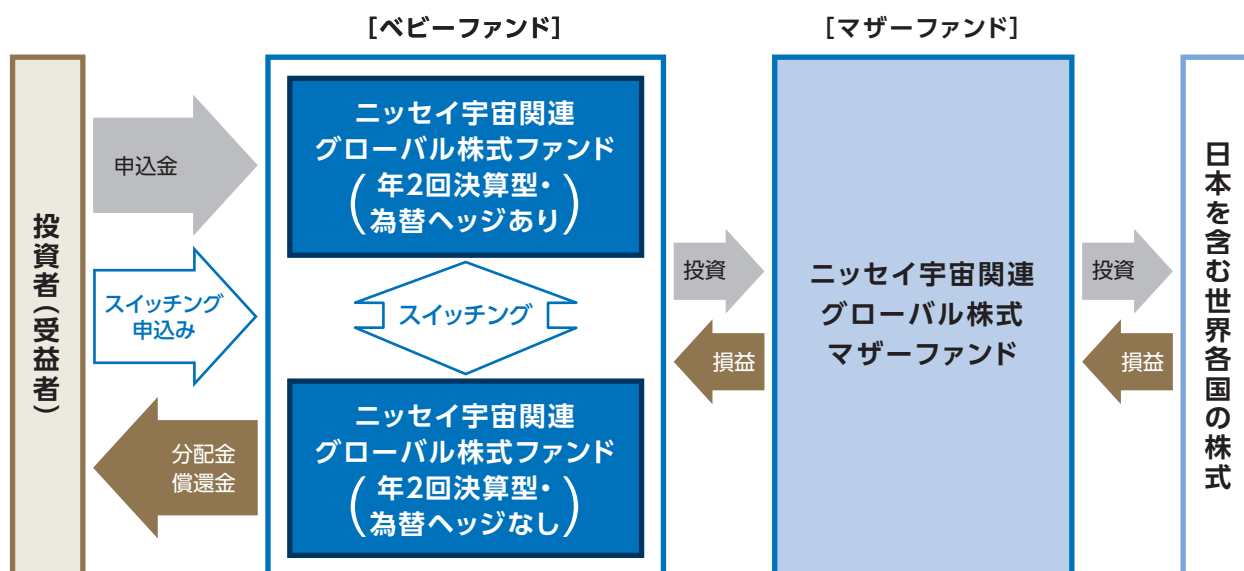 [ベビーファンド]
[マザーファンド]
投資者(受益者)
申込金
スイッチング
申込み
分配金
償還金
ニッセイ宇宙関連
グローバル株式ファンド
(年2回決算型・
為替ヘッジあり)
スイッチング
ニッセイ宇宙関連
グローバル株式ファンド
(年2回決算型・
為替ヘッジなし)
投資
損益
ニッセイ宇宙関連
グローバル株式
マザーファンド
投資
損益
日本を含む世界各国の株式